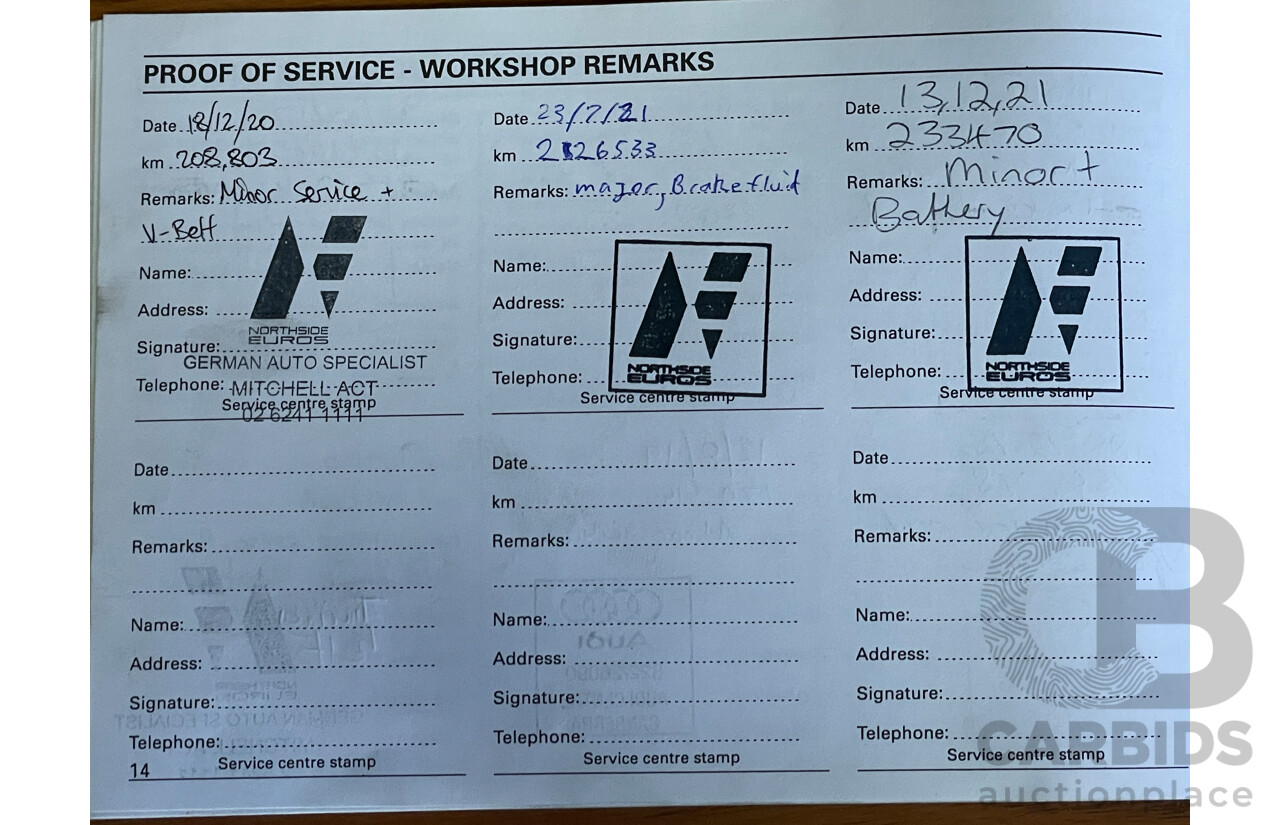 PROOF OF SERVICE - WORKSHOP REMARKS
Date 18/12/20
km 208,803
Remarks: Minor Service +
V-Belt
Name:
Address:
Signature:
Telephone:
NORTHSIDE
EUROS
GERMAN AUTO SPECIALIST
MITCHELL ACT
02 6241 1111
Service centre stamp
Date 23/7/21
km
Remarks: major, Brake fluid
Name:
Address:
Signature:
Telephone:
NORTHSIDE
EUROS
Service centre stamp
Date 13,12,21
km 233470
Remarks: Minor +
Battery
Name:
Address:
Signature:
Telephone:
NORTHSIDE
EUROS
Service centre stamp
Date
km
Remarks:
Name:
Address:
Signature:
Telephone:
Service centre stamp
Date
km
Remarks:
Name:
Address:
Signature:
Telephone:
Service centre stamp
Date
km
Remarks:
Name:
Address:
Signature:
Telephone:
Service centre stamp
14
CARBIDS
auctionplace